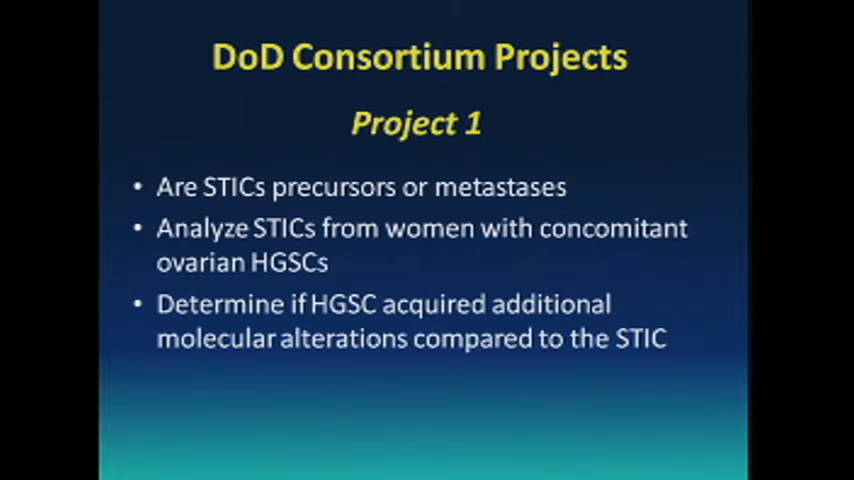 DoD Consortium Projects
Project 1
• Are STICs precursors or metastases
• Analyze STICs from women with concomitant
ovarian HGSCs
• Determine if HGSC acquired additional
molecular alterations compared to the STIC